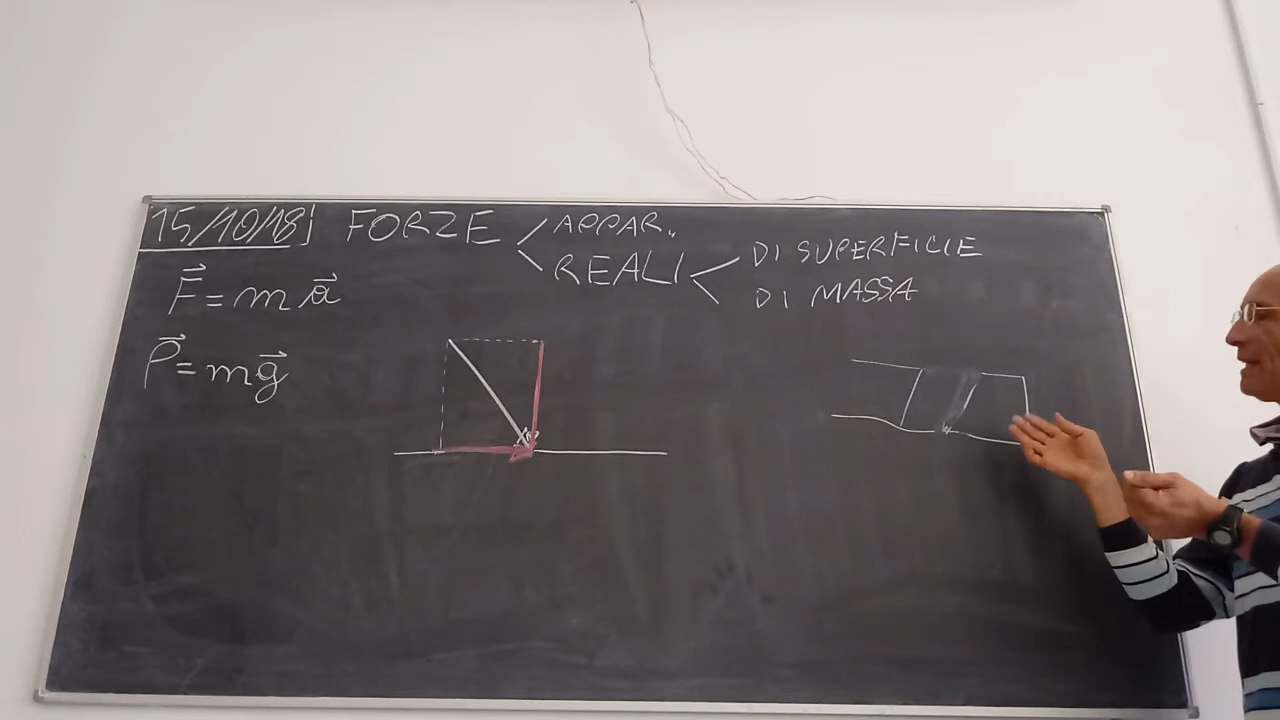 15/10/18 FORZE APPAR.
REALI DI SUPERFICIE
DI MASSA
F = m a
P = m g